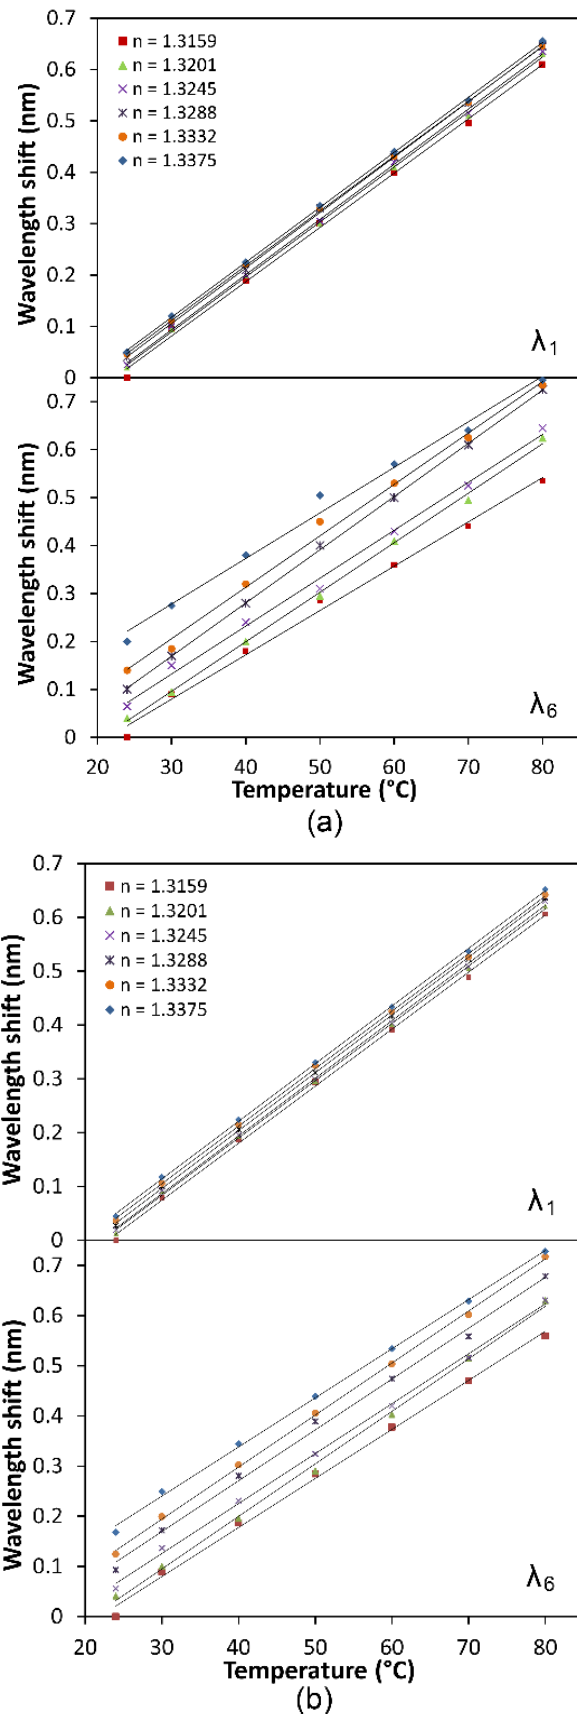 0.7
0.6
0.5
0.4
0.3
0.2
0.1
0
Wavelength shift (nm)
n = 1.3159
n = 1.3201
n = 1.3245
n = 1.3288
n = 1.3332
n = 1.3375
λ1
0.7
0.6
0.5
0.4
0.3
0.2
0.1
0
Wavelength shift (nm)
λ6
20 30 40 50 60 70 80
Temperature (°C)
(a)
0.7
0.6
0.5
0.4
0.3
0.2
0.1
0
Wavelength shift (nm)
n = 1.3159
n = 1.3201
n = 1.3245
n = 1.3288
n = 1.3332
n = 1.3375
λ1
0.7
0.6
0.5
0.4
0.3
0.2
0.1
0
Wavelength shift (nm)
λ6
20 30 40 50 60 70 80
Temperature (°C)
(b)